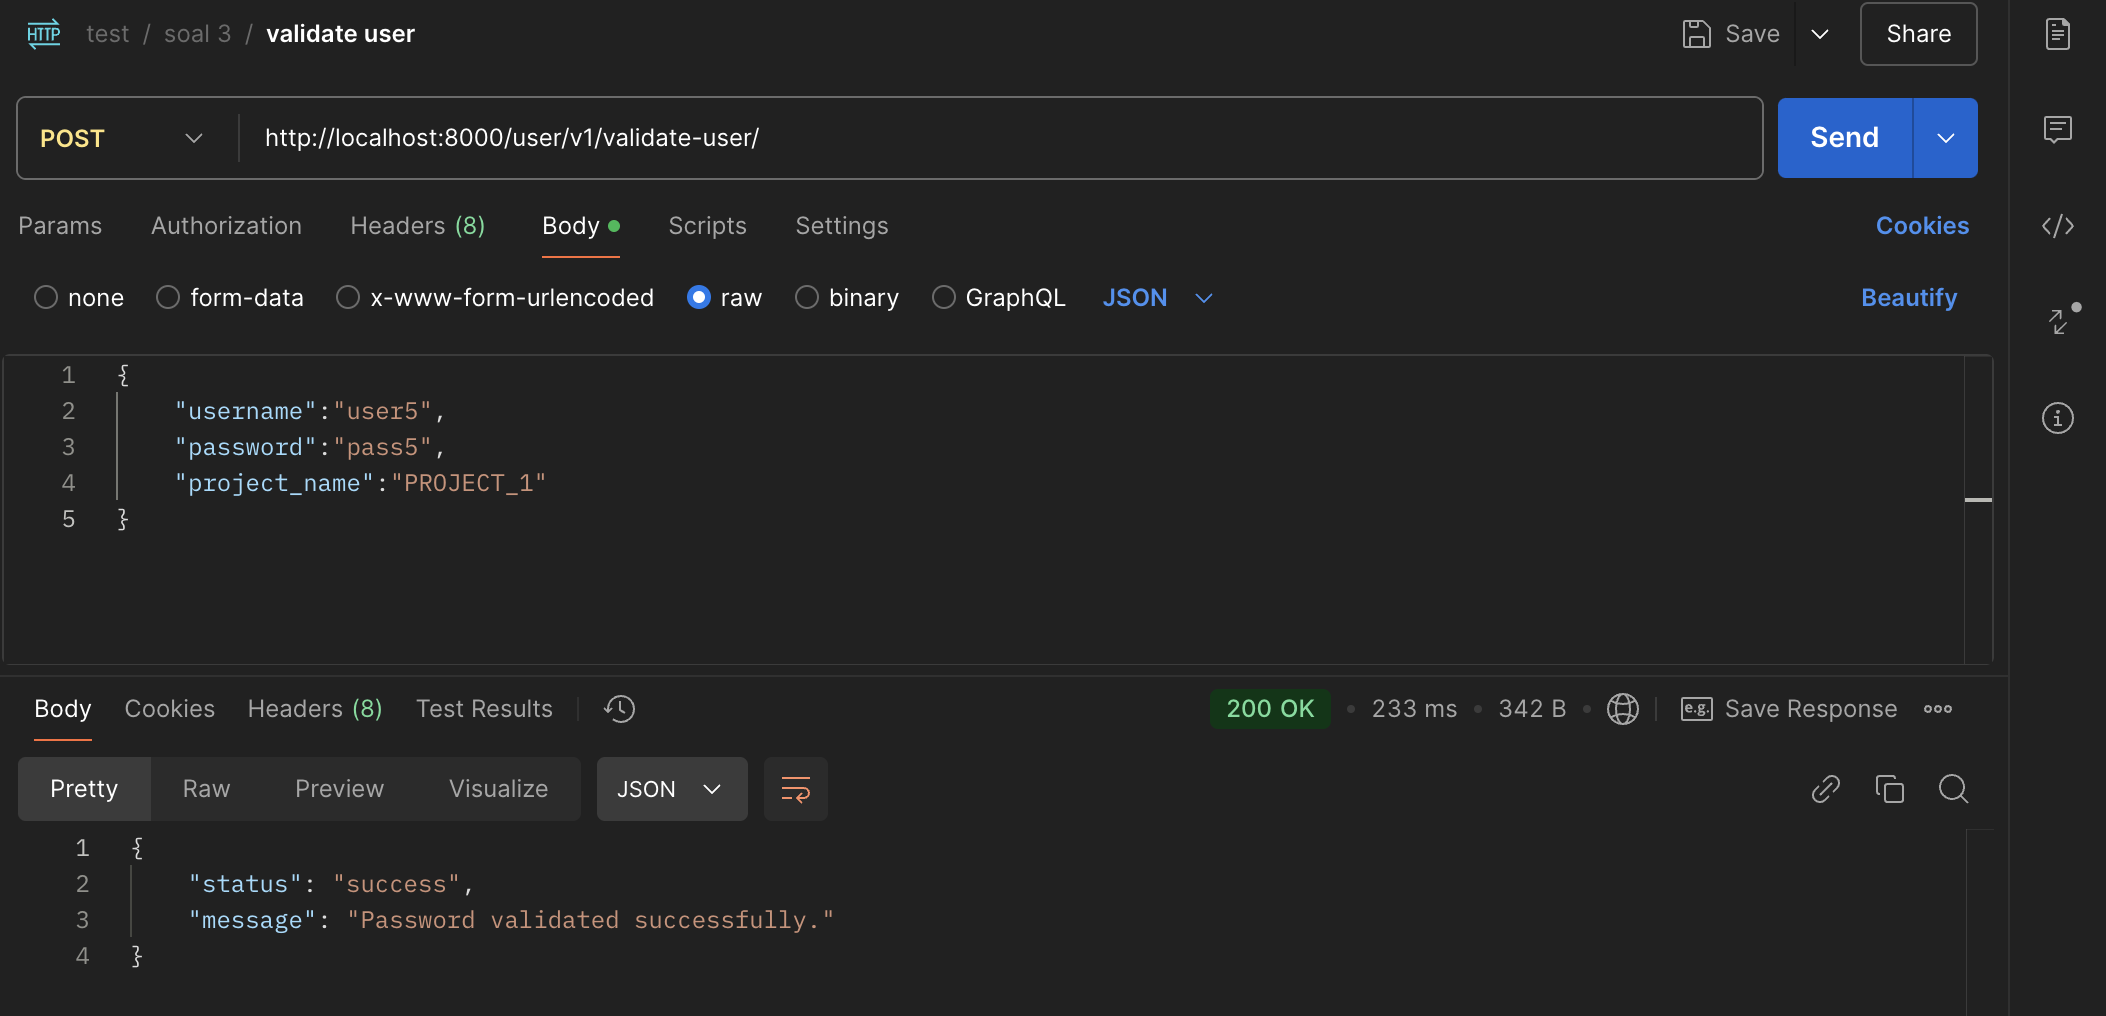 HTTP test / soal 3 / validate user Save Share
POST http://localhost:8000/user/v1/validate-user/ Send
Params Authorization Headers (8) Body Scripts Settings Cookies
none form-data x-www-form-urlencoded raw binary GraphQL JSON Beautify
1 {
2 "username":"user5",
3 "password":"pass5",
4 "project_name":"PROJECT_1"
5 }
Body Cookies Headers (8) Test Results 200 OK • 233 ms • 342 B • e.g. Save Response
Pretty Raw Preview Visualize JSON
1 {
2 "status": "success",
3 "message": "Password validated successfully."
4 }